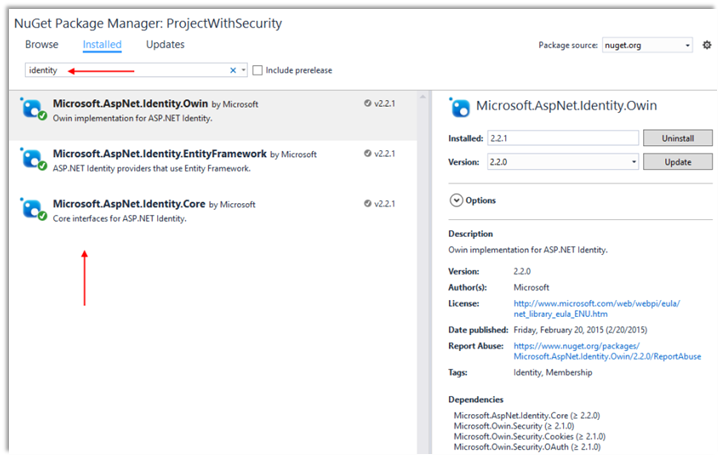 NuGet Package Manager: ProjectWithSecurity
Browse Installed Updates
Package source: nuget.org
identity
Include prerelease
Microsoft.AspNet.Identity.Owin by Microsoft v2.2.1
Owin implementation for ASP.NET Identity.
Microsoft.AspNet.Identity.EntityFramework by Microsoft v2.2.1
ASP.NET Identity providers that use Entity Framework.
Microsoft.AspNet.Identity.Core by Microsoft v2.2.1
Core interfaces for ASP.NET Identity.
Microsoft.AspNet.Identity.Owin
Installed: 2.2.1 Uninstall
Version: 2.2.0 Update
Options
Description
Owin implementation for ASP.NET Identity.
Version: 2.2.0
Author(s): Microsoft
License: http://www.microsoft.com/web/webpi/eula/
net_library_eula_ENU.htm
Date published: Friday, February 20, 2015 (2/20/2015)
Report Abuse: https://www.nuget.org/packages/
Microsoft.AspNet.Identity.Owin/2.2.0/ReportAbuse
Tags: Identity, Membership
Dependencies
Microsoft.AspNet.Identity.Core (≥ 2.2.0)
Microsoft.Owin.Security (≥ 2.1.0)
Microsoft.Owin.Security.Cookies (≥ 2.1.0)
Microsoft.Owin.Security.OAuth (≥ 2.1.0)